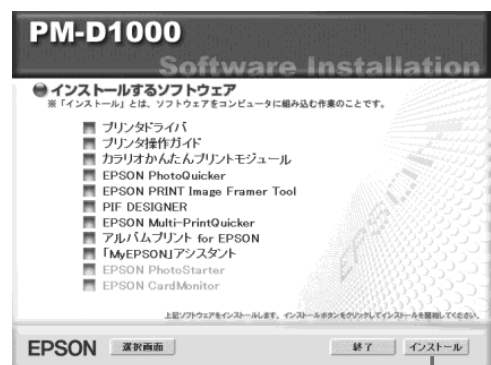 PM-D1000
Software Installation
インストールするソフトウェア
※「インストール」とは、ソフトウェアをコンピュータに組み込む作業のことです。
プリンタドライバ
プリンタ操作ガイド
カラリオかんたんプリントモジュール
EPSON PhotoQuicker
EPSON PRINT Image Framer Tool
PIF DESIGNER
EPSON Multi-PrintQuicker
アルバムプリント for EPSON
「MyEPSON」アシスタント
EPSON PhotoStarter
EPSON CardMonitor
上記ソフトウェアをインストールします、インストールボタンをクリックしてインストールを開始してください。
EPSON
選択画面
終了
インストール